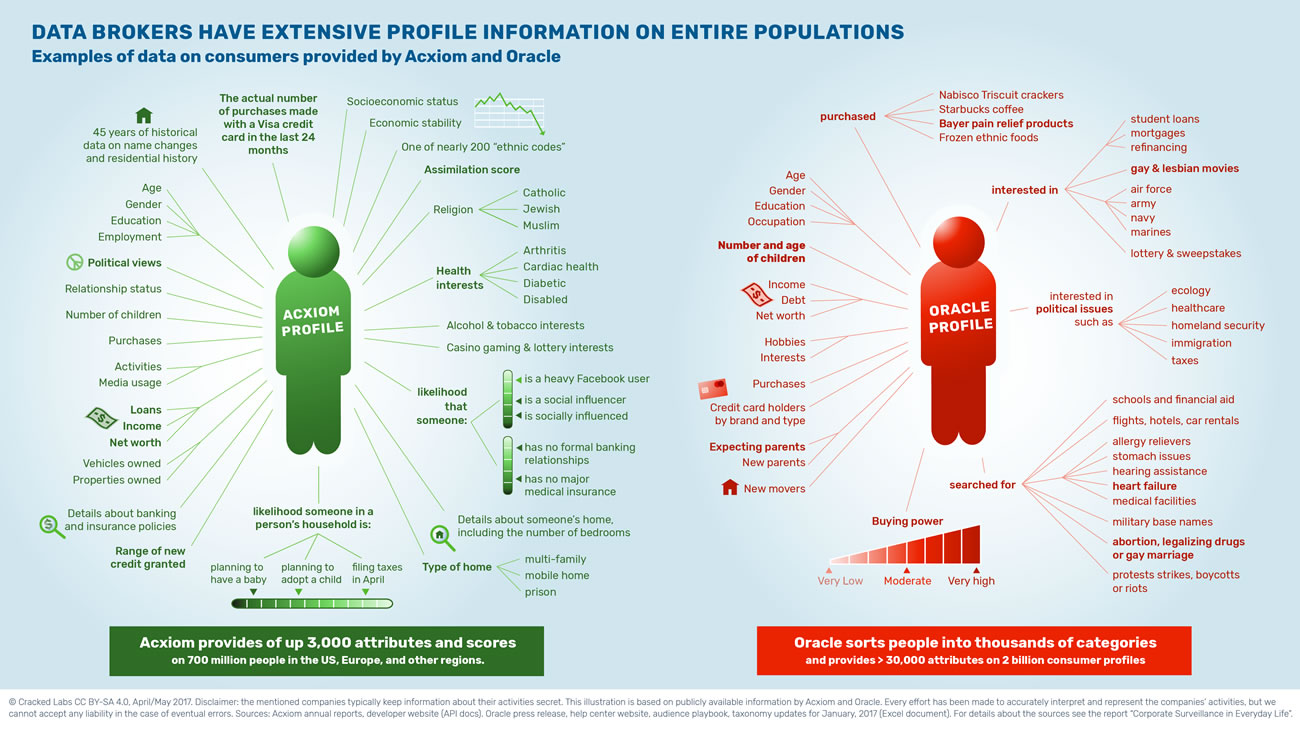 DATA BROKERS HAVE EXTENSIVE PROFILE INFORMATION ON ENTIRE POPULATIONS
Examples of data on consumers provided by Acxiom and Oracle
45 years of historical
data on name changes
and residential history
The actual number
of purchases made
with a Visa credit
card in the last 24
months
Socioeconomic status
Economic stability
One of nearly 200 "ethnic codes"
Assimilation score
Religion
Catholic
Jewish
Muslim
Health
interests
Arthritis
Cardiac health
Diabetic
Disabled
Alcohol & tobacco interests
Casino gaming & lottery interests
likelihood
that
someone:
is a heavy Facebook user
is a social influencer
is socially influenced
has no formal banking
relationships
has no major
medical insurance
Details about someone's home,
including the number of bedrooms
Type of home
multi-family
mobile home
prison
Age
Gender
Education
Employment
Political views
Relationship status
Number of children
Purchases
Activities
Media usage
$
Loans
Income
Net worth
Vehicles owned
Properties owned
$
Details about banking
and insurance policies
Range of new
credit granted
likelihood someone in a
person's household is:
planning to
have a baby
planning to
adopt a child
filing taxes
in April
ACXIOM
PROFILE
Acxiom provides of up 3,000 attributes and scores
on 700 million people in the US, Europe, and other regions.
purchased
Nabisco Triscuit crackers
Starbucks coffee
Bayer pain relief products
Frozen ethnic foods
interested in
student loans
mortgages
refinancing
gay & lesbian movies
air force
army
navy
marines
lottery & sweepstakes
interested in
political issues
such as
ecology
healthcare
homeland security
immigration
taxes
searched for
schools and financial aid
flights, hotels, car rentals
allergy relievers
stomach issues
hearing assistance
heart failure
medical facilities
military base names
abortion, legalizing drugs
or gay marriage
protests strikes, boycotts
or riots
Age
Gender
Education
Occupation
Number and age
of children
$
Income
Debt
Net worth
Hobbies
Interests
Purchases
Credit card holders
by brand and type
Expecting parents
New parents
New movers
Buying power
Very Low
Moderate
Very high
ORACLE
PROFILE
Oracle sorts people into thousands of categories
and provides > 30,000 attributes on 2 billion consumer profiles
© Cracked Labs CC BY-SA 4.0, April/May 2017. Disclaimer: the mentioned companies typically keep information about their activities secret. This illustration is based on publicly available information by Acxiom and Oracle. Every effort has been made to accurately interpret and represent the companies' activities, but we
cannot accept any liability in the case of eventual errors. Sources: Acxiom annual reports, developer website (API docs). Oracle press release, help center website, audience playbook, taxonomy updates for January, 2017 (Excel document). For details about the sources see the report "Corporate Surveillance in Everyday Life".